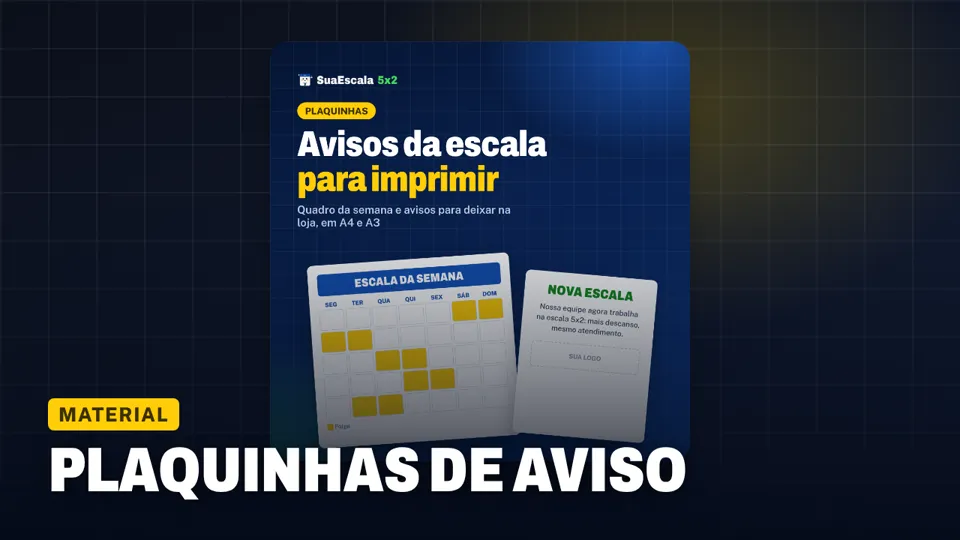 SuaEscala 5x2
PLAQUINHAS
Avisos da escala
para imprimir
Quadro da semana e avisos para deixar na
loja, em A4 e A3
ESCALA DA SEMANA
SEG TER QUA QUI SEX SÁB DOM
Folga
NOVA ESCALA
Nossa equipe agora trabalha
na escala 5x2: mais descanso,
mesmo atendimento.
SUA LOGO
MATERIAL
PLAQUINHAS DE AVISO